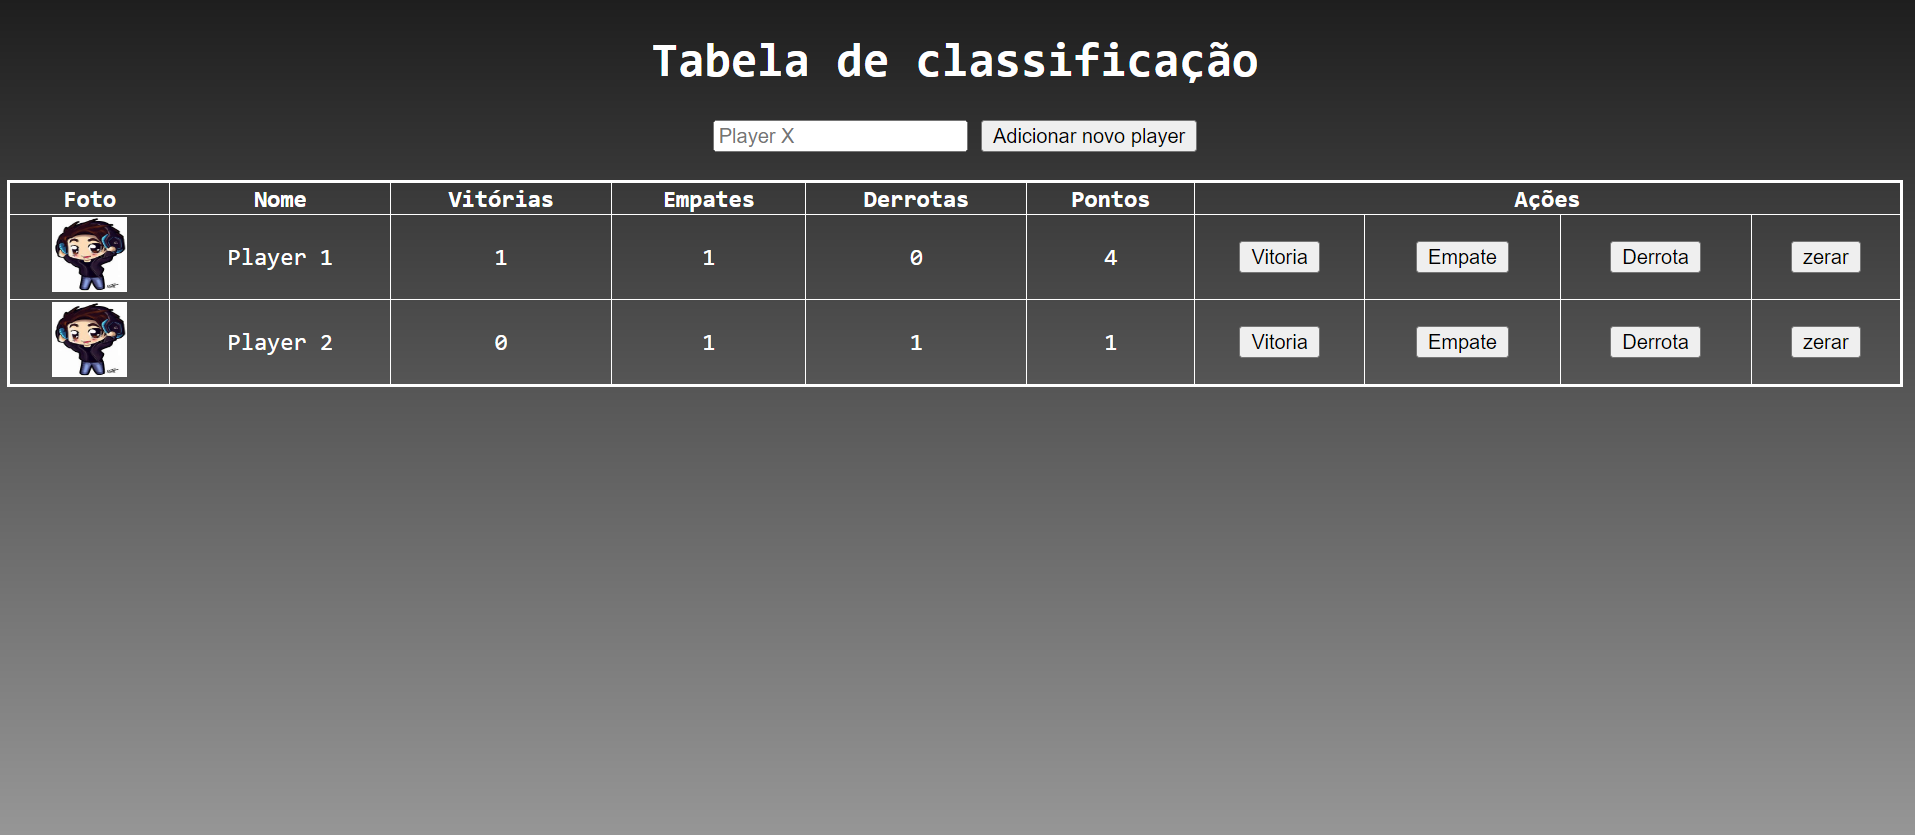 Tabela de classificação
Player X Adicionar novo player
Foto Nome Vitórias Empates Derrotas Pontos Ações
Player 1 1 1 0 4 Vitoria Empate Derrota zerar
Player 2 0 1 1 1 Vitoria Empate Derrota zerar